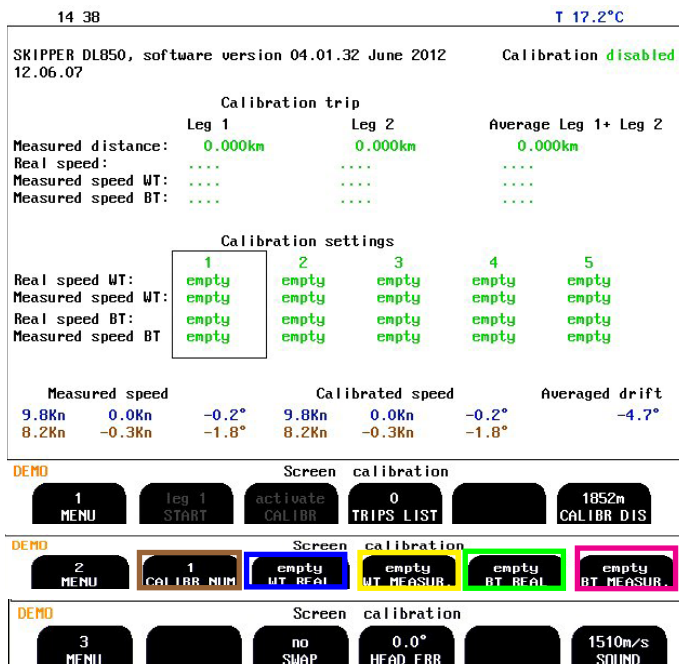 14 38 T 17.2°C
SKIPPER DL850, software version 04.01.32 June 2012 Calibration disabled
12.06.07
Calibration trip
Leg 1 Leg 2 Average Leg 1+ Leg 2
Measured distance: 0.000km 0.000km 0.000km
Real speed: .... .... ....
Measured speed WT: .... .... ....
Measured speed BT: .... .... ....
Calibration settings
1 2 3 4 5
Real speed WT: empty empty empty empty empty
Measured speed WT: empty empty empty empty empty
Real speed BT: empty empty empty empty empty
Measured speed BT empty empty empty empty empty
Measured speed Calibrated speed Averaged drift
9.8Kn 0.0Kn -0.2° 9.8Kn 0.0Kn -0.2° -4.7°
8.2Kn -0.3Kn -1.8° 8.2Kn -0.3Kn -1.8°
DEMO Screen calibration
1 leg 1 activate 0 1852m
MENU START CALIBR TRIPS LIST CALIBR DIS
DEMO Screen calibration
2 1 empty empty empty empty
MENU CALIBR NUM WT REAL WT MEASUR. BT REAL BT MEASUR.
DEMO Screen calibration
3 no 0.0° 1510m/s
MENU SWAP HEAD ERR SOUND